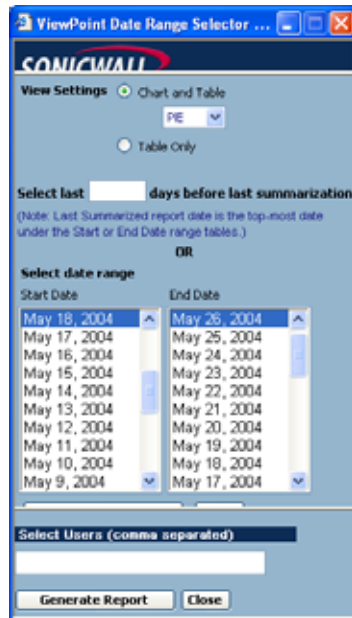 ViewPoint Date Range Selector ...
SONICWALL
View Settings Chart and Table
PIE
Table Only
Select last days before last summarization
(Note: Last Summarized report date is the top-most date
under the Start or End Date range tables.)
OR
Select date range
Start Date End Date
May 18, 2004 May 26, 2004
May 17, 2004 May 25, 2004
May 16, 2004 May 24, 2004
May 15, 2004 May 23, 2004
May 14, 2004 May 22, 2004
May 13, 2004 May 21, 2004
May 12, 2004 May 20, 2004
May 11, 2004 May 19, 2004
May 10, 2004 May 18, 2004
May 9, 2004 May 17, 2004
Select Users (comma separated)
Generate Report Close